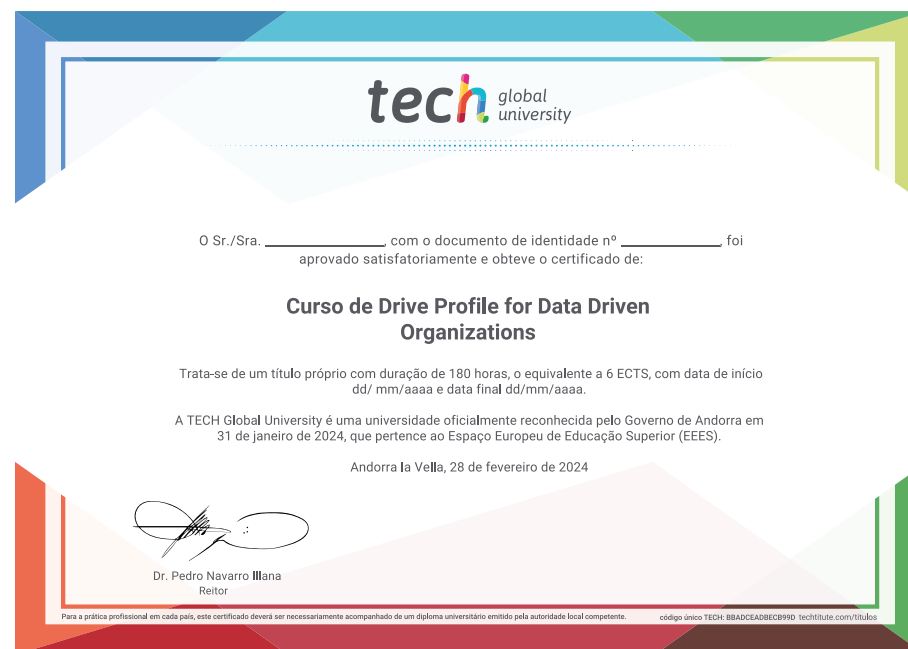 tech global university
O Sr./Sra. ________________, com o documento de identidade nº ______________, foi
aprovado satisfatoriamente e obteve o certificado de:
Curso de Drive Profile for Data Driven
Organizations
Trata-se de um título próprio com duração de 180 horas, o equivalente a 6 ECTS, com data de início
dd/ mm/aaaa e data final dd/mm/aaaa.
A TECH Global University é uma universidade oficialmente reconhecida pelo Governo de Andorra em
31 de janeiro de 2024, que pertence ao Espaço Europeu de Educação Superior (EEES).
Andorra la Vella, 28 de fevereiro de 2024
Dr. Pedro Navarro Illana
Reitor
Para a prática profissional em cada país, este certificado deverá ser necessariamente acompanhado de um diploma universitário emitido pela autoridade local competente. código único TECH: BBADCEADBECB99D techtitute.com/titulos